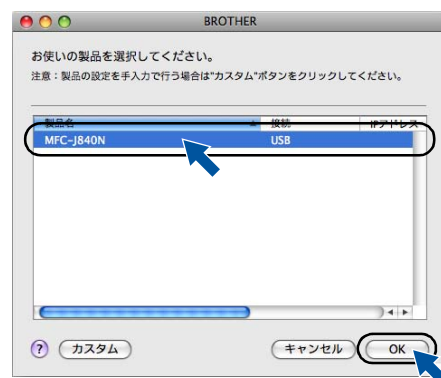 BROTHER
お使いの製品を選択してください。
注意：製品の設定を手入力で行う場合は"カスタム"ボタンをクリックしてください。
製品名 接続 IPアドレス
MFC-J840N USB
? カスタム キャンセル OK